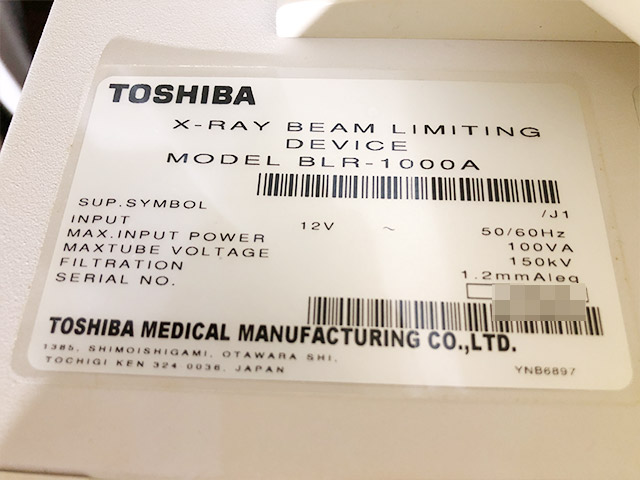 TOSHIBA
X-RAY BEAM LIMITING
DEVICE
MODEL BLR-1000A
SUP.SYMBOL /J1
INPUT 12V ~ 50/60Hz
MAX.INPUT POWER 100VA
MAXTUBE VOLTAGE 150kV
FILTRATION 1.2mmAleq
SERIAL NO.
TOSHIBA MEDICAL MANUFACTURING CO.,LTD.
1385, SHIMOISHIGAMI, OTAWARA SHI,
TOCHIGI KEN 324 0036, JAPAN
YNB6897